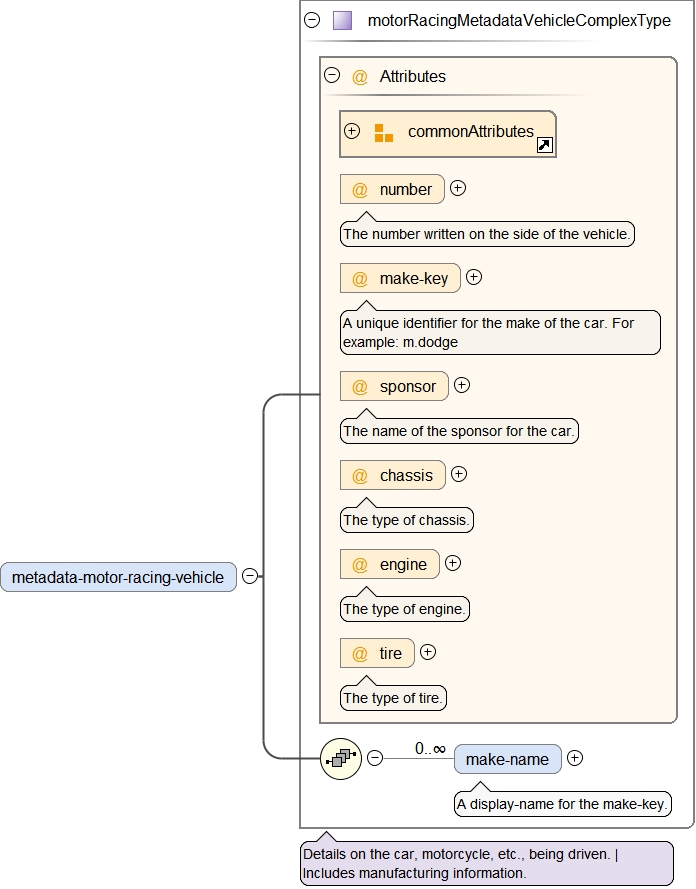 motorRacingMetadataVehicleComplexType
@ Attributes
commonAttributes
@ number
The number written on the side of the vehicle.
@ make-key
A unique identifier for the make of the car. For
example: m.dodge
@ sponsor
The name of the sponsor for the car.
@ chassis
The type of chassis.
metadata-motor-racing-vehicle
@ engine
The type of engine.
@ tire
The type of tire.
0..∞
make-name
A display-name for the make-key.
Details on the car, motorcycle, etc., being driven. |
Includes manufacturing information.